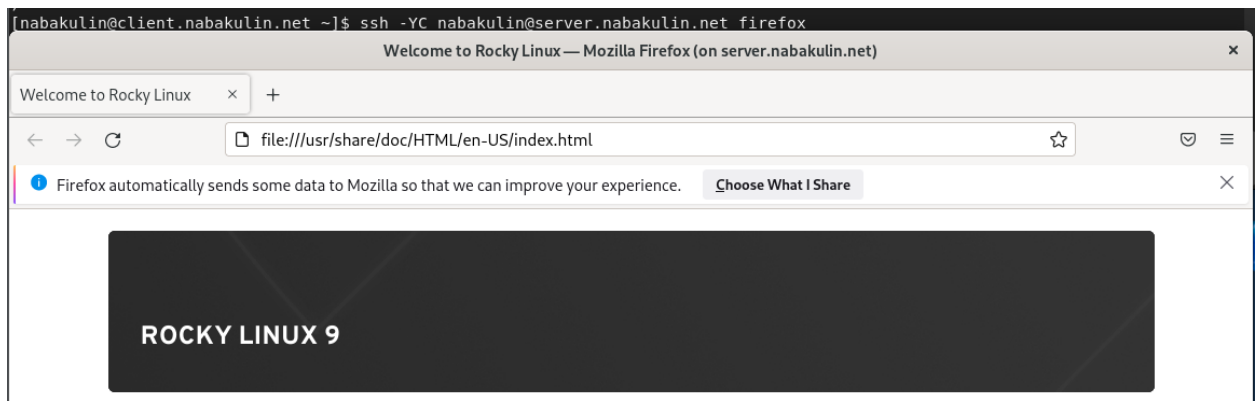 [nabakulin@client.nabakulin.net ~]$ ssh -YC nabakulin@server.nabakulin.net firefox
Welcome to Rocky Linux — Mozilla Firefox (on server.nabakulin.net)
Welcome to Rocky Linux
file:///usr/share/doc/HTML/en-US/index.html
Firefox automatically sends some data to Mozilla so that we can improve your experience. Choose What I Share
ROCKY LINUX 9